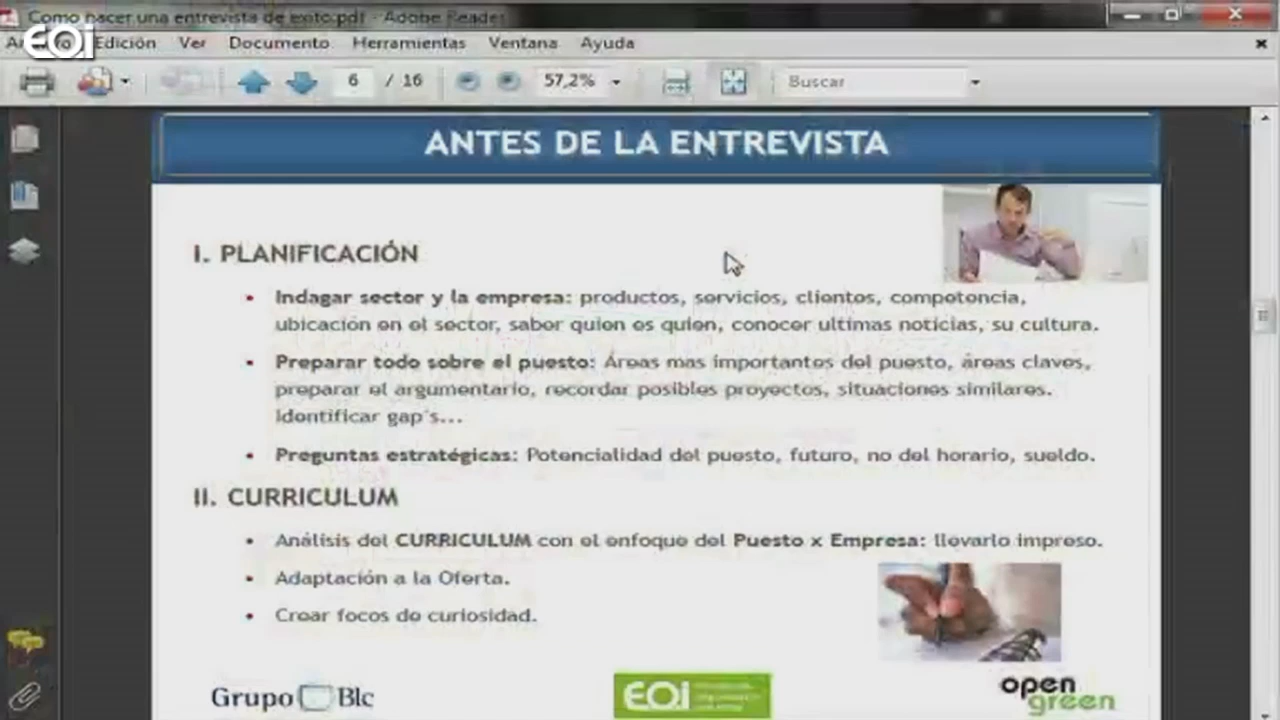 Como hacer una entrevista de exito.pdf - Adobe Reader
EOi
Edición Ver Documento Herramientas Ventana Ayuda
6 / 16 57,2% Buscar
ANTES DE LA ENTREVISTA
I. PLANIFICACIÓN
• Indagar sector y la empresa: productos, servicios, clientes, competencia,
ubicación en el sector, saber quien es quien, conocer ultimas noticias, su cultura.
• Preparar todo sobre el puesto: Áreas mas importantes del puesto, áreas claves,
preparar el argumentario, recordar posibles proyectos, situaciones similares.
Identificar gap´s...
• Preguntas estratégicas: Potencialidad del puesto, futuro, no del horario, sueldo.
II. CURRICULUM
• Análisis del CURRICULUM con el enfoque del Puesto x Empresa: llevarlo impreso.
• Adaptación a la Oferta.
• Crear focos de curiosidad.
Grupo Blc
EOi
open
green